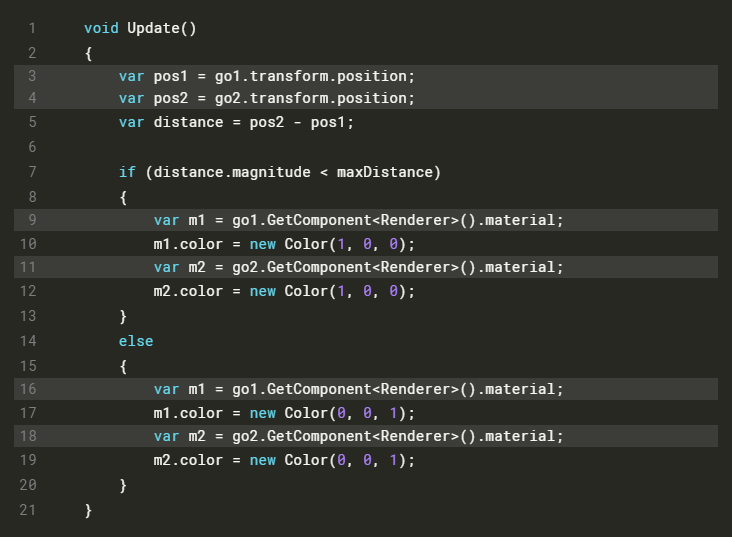 1 void Update()
2 {
3 var pos1 = go1.transform.position;
4 var pos2 = go2.transform.position;
5 var distance = pos2 - pos1;
6
7 if (distance.magnitude < maxDistance)
8 {
9 var m1 = go1.GetComponent<Renderer>().material;
10 m1.color = new Color(1, 0, 0);
11 var m2 = go2.GetComponent<Renderer>().material;
12 m2.color = new Color(1, 0, 0);
13 }
14 else
15 {
16 var m1 = go1.GetComponent<Renderer>().material;
17 m1.color = new Color(0, 0, 1);
18 var m2 = go2.GetComponent<Renderer>().material;
19 m2.color = new Color(0, 0, 1);
20 }
21 }